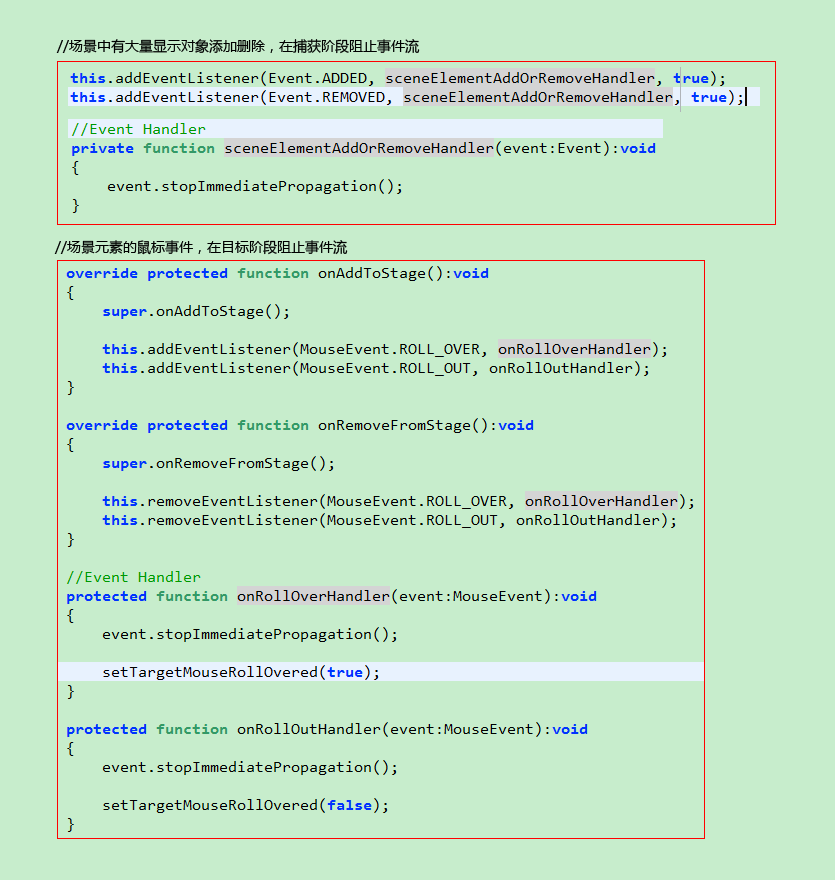 //场景中有大量显示对象添加删除，在捕获阶段阻止事件流
this.addEventListener(Event.ADDED, sceneElementAddOrRemoveHandler, true);
this.addEventListener(Event.REMOVED, sceneElementAddOrRemoveHandler, true);
//Event Handler
private function sceneElementAddOrRemoveHandler(event:Event):void
{
event.stopImmediatePropagation();
}
//场景元素的鼠标事件，在目标阶段阻止事件流
override protected function onAddToStage():void
{
super.onAddToStage();
this.addEventListener(MouseEvent.ROLL_OVER, onRollOverHandler);
this.addEventListener(MouseEvent.ROLL_OUT, onRollOutHandler);
}
override protected function onRemoveFromStage():void
{
super.onRemoveFromStage();
this.removeEventListener(MouseEvent.ROLL_OVER, onRollOverHandler);
this.removeEventListener(MouseEvent.ROLL_OUT, onRollOutHandler);
}
//Event Handler
protected function onRollOverHandler(event:MouseEvent):void
{
event.stopImmediatePropagation();
setTargetMouseRollOvered(true);
}
protected function onRollOutHandler(event:MouseEvent):void
{
event.stopImmediatePropagation();
setTargetMouseRollOvered(false);
}